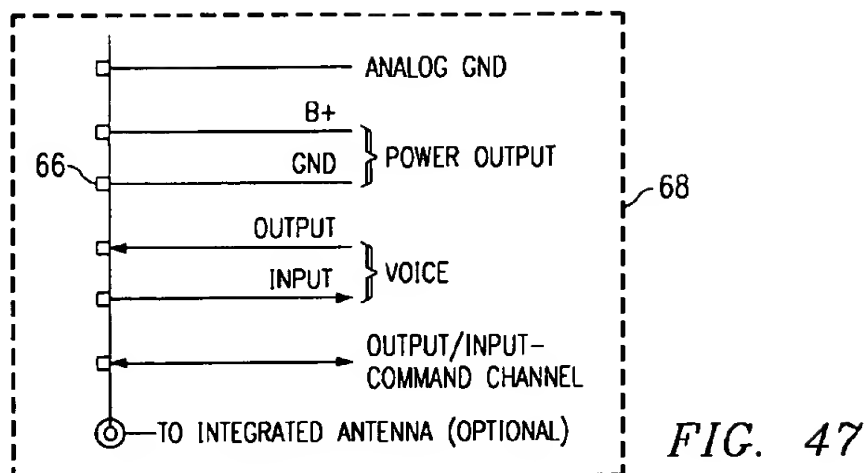 ANALOG GND
B+
66
GND
POWER OUTPUT
68
OUTPUT
INPUT
VOICE
OUTPUT/INPUT-
COMMAND CHANNEL
TO INTEGRATED ANTENNA (OPTIONAL)
FIG. 47